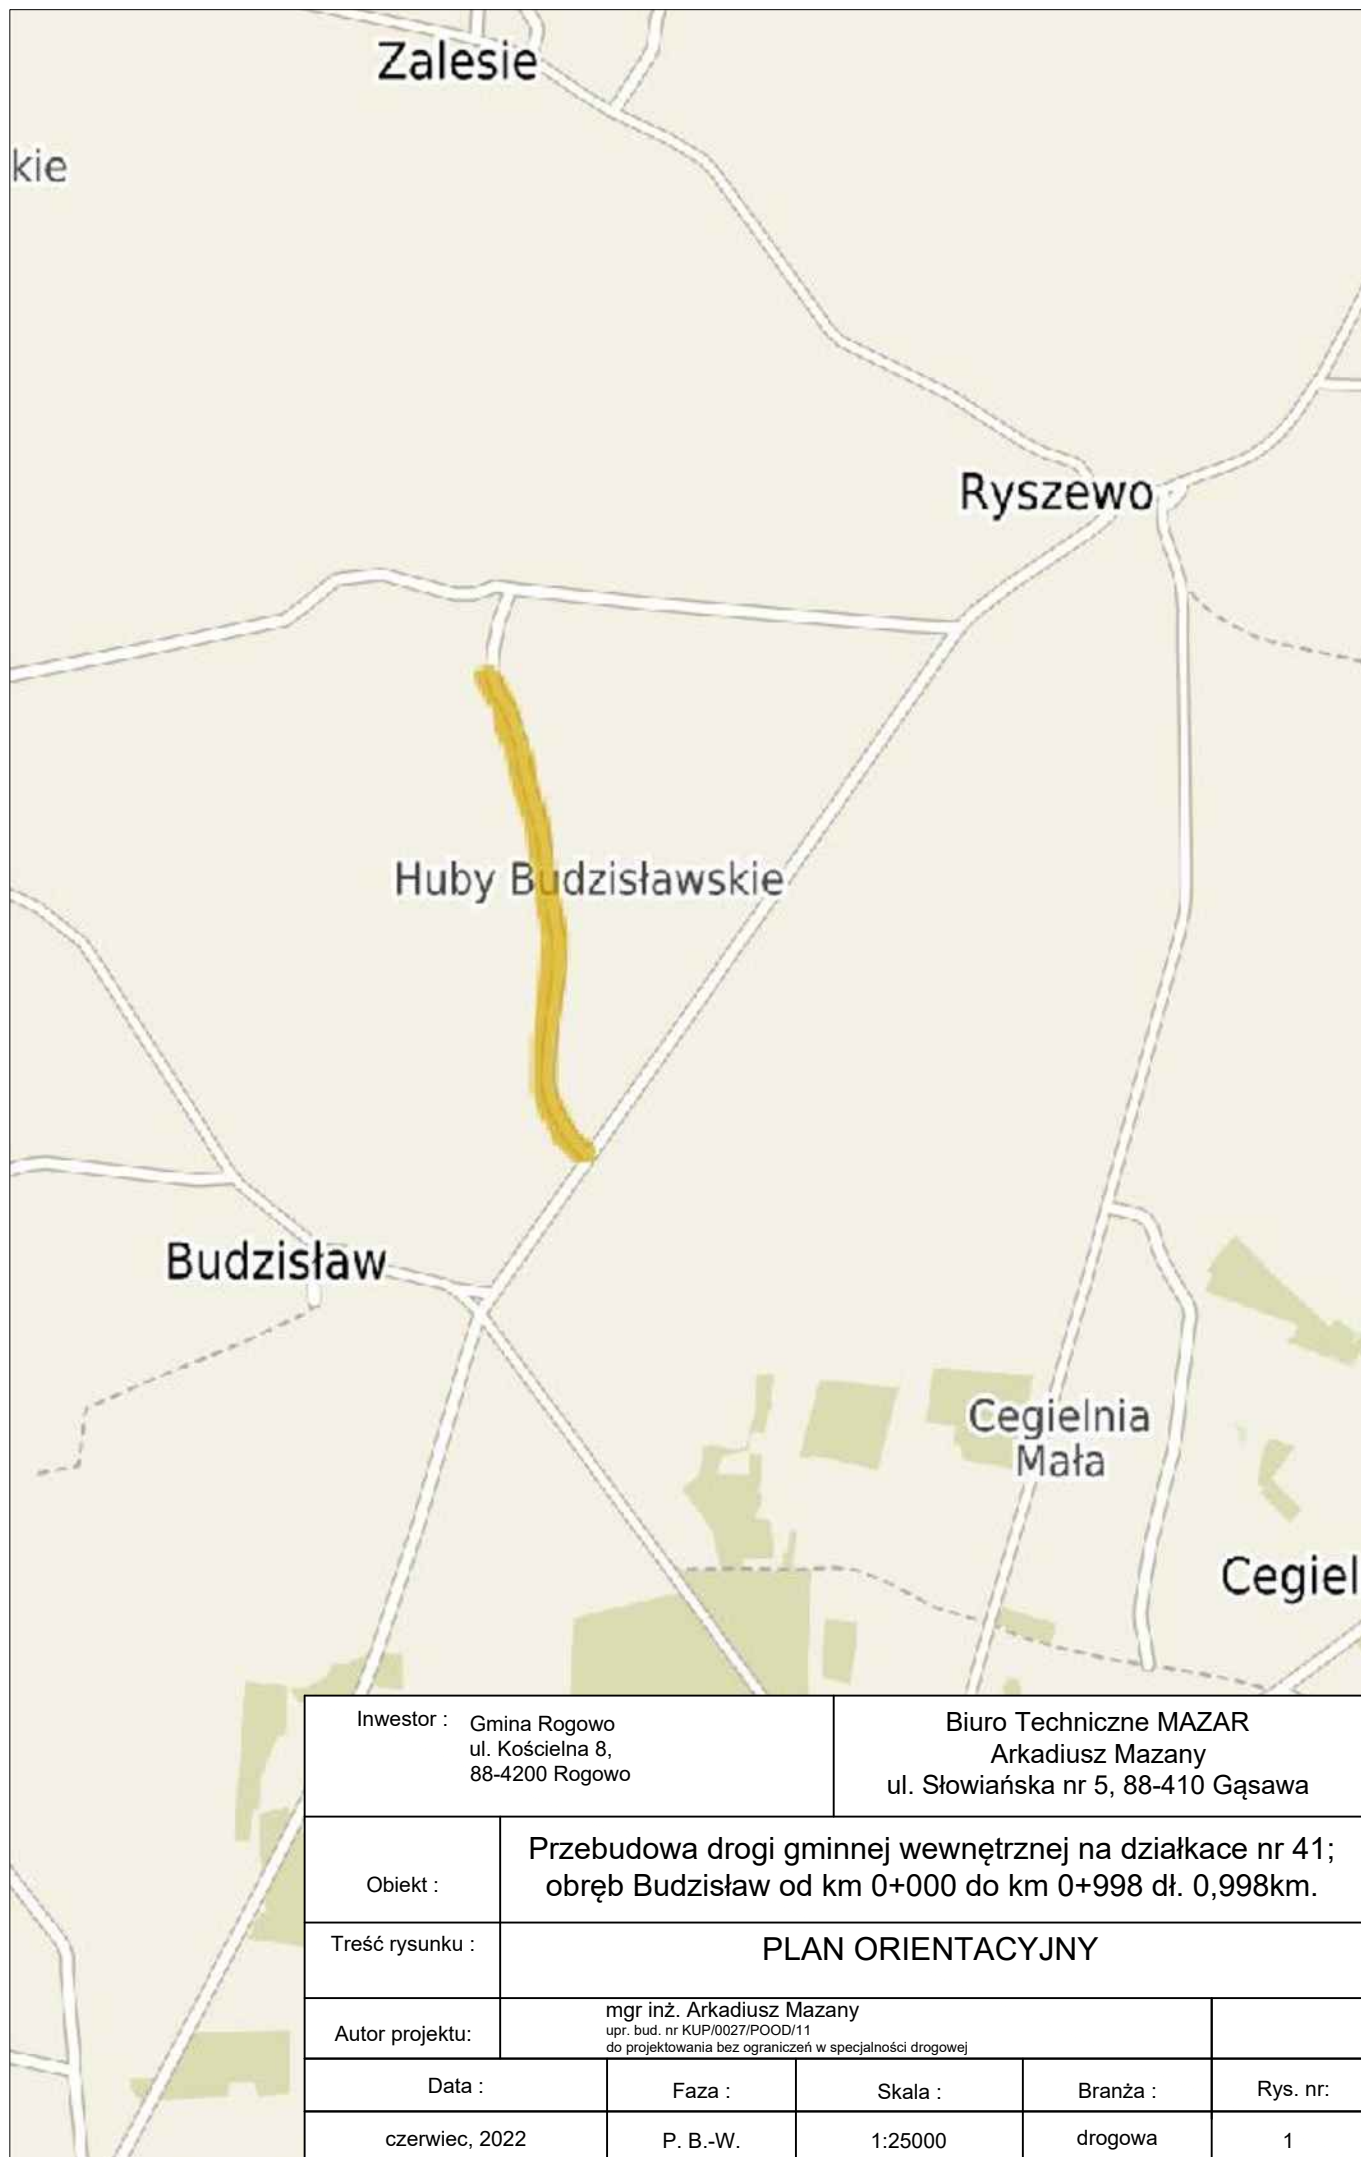 Zalesie
kie
Ryszewo
Huby Budzisławskie
Budzisław
Cegielnia
Mała
Cegiel
Inwestor :
Gmina Rogowo
ul. Kościelna 8,
88-4200 Rogowo
Biuro Techniczne MAZAR
Arkadiusz Mazany
ul. Słowiańska nr 5, 88-410 Gąsawa
Obiekt :
Przebudowa drogi gminnej wewnętrznej na działkace nr 41;
obręb Budzisław od km 0+000 do km 0+998 dł. 0,998km.
Treść rysunku :
PLAN ORIENTACYJNY
Autor projektu:
mgr inż. Arkadiusz Mazany
upr. bud. nr KUP/0027/POOD/11
do projektowania bez ograniczeń w specjalności drogowej
Data :
Faza :
Skala :
Branża :
Rys. nr:
czerwiec, 2022
P. B.-W.
1:25000
drogowa
1